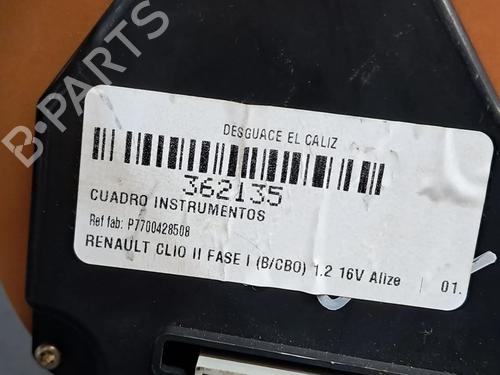 B-PARTS
DESGUACE EL CALIZ
362135
CUADRO INSTRUMENTOS
Ref fab: P7700428508
RENAULT CLIO II FASE I (B/CBO) 1.2 16V Alize | 01.